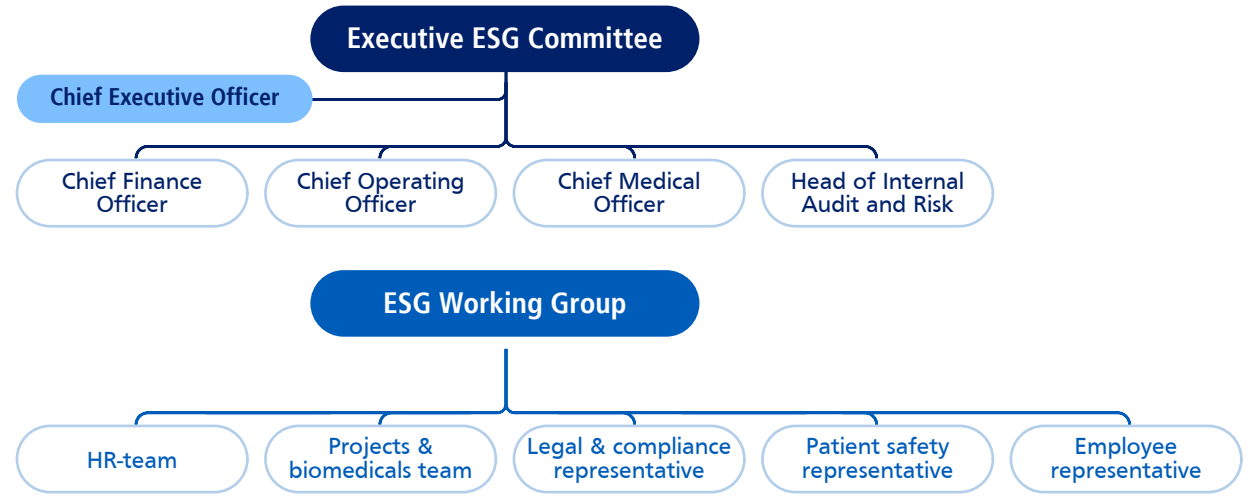 Executive ESG Committee
Chief Executive Officer
Chief Finance
Officer
Chief Operating
Officer
Chief Medical
Officer
Head of Internal
Audit and Risk
ESG Working Group
HR-team
Projects &
biomedicals team
Legal & compliance
representative
Patient safety
representative
Employee
representative